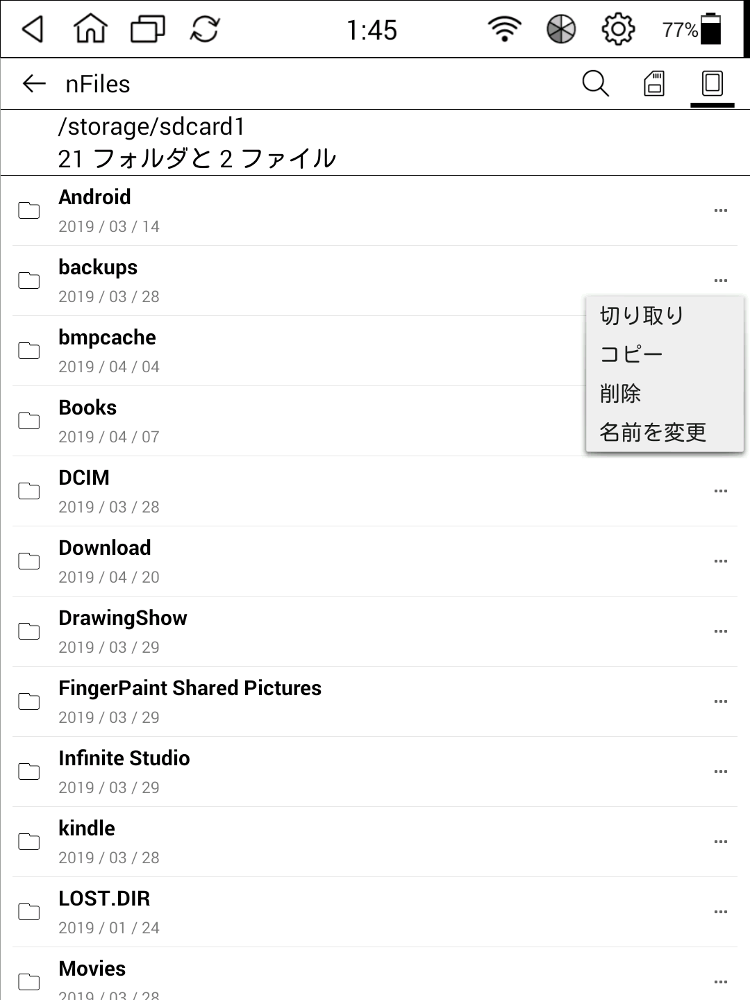 1:45
77%
nFiles
/storage/sdcard1
21 フォルダと 2 ファイル
Android
2019 / 03 / 14
backups
2019 / 03 / 28
切り取り
コピー
削除
名前を変更
bmpcache
2019 / 04 / 04
Books
2019 / 04 / 07
DCIM
2019 / 03 / 28
Download
2019 / 04 / 20
DrawingShow
2019 / 03 / 29
FingerPaint Shared Pictures
2019 / 03 / 29
Infinite Studio
2019 / 03 / 29
kindle
2019 / 03 / 28
LOST.DIR
2019 / 01 / 24
Movies
2019 / 03 / 28